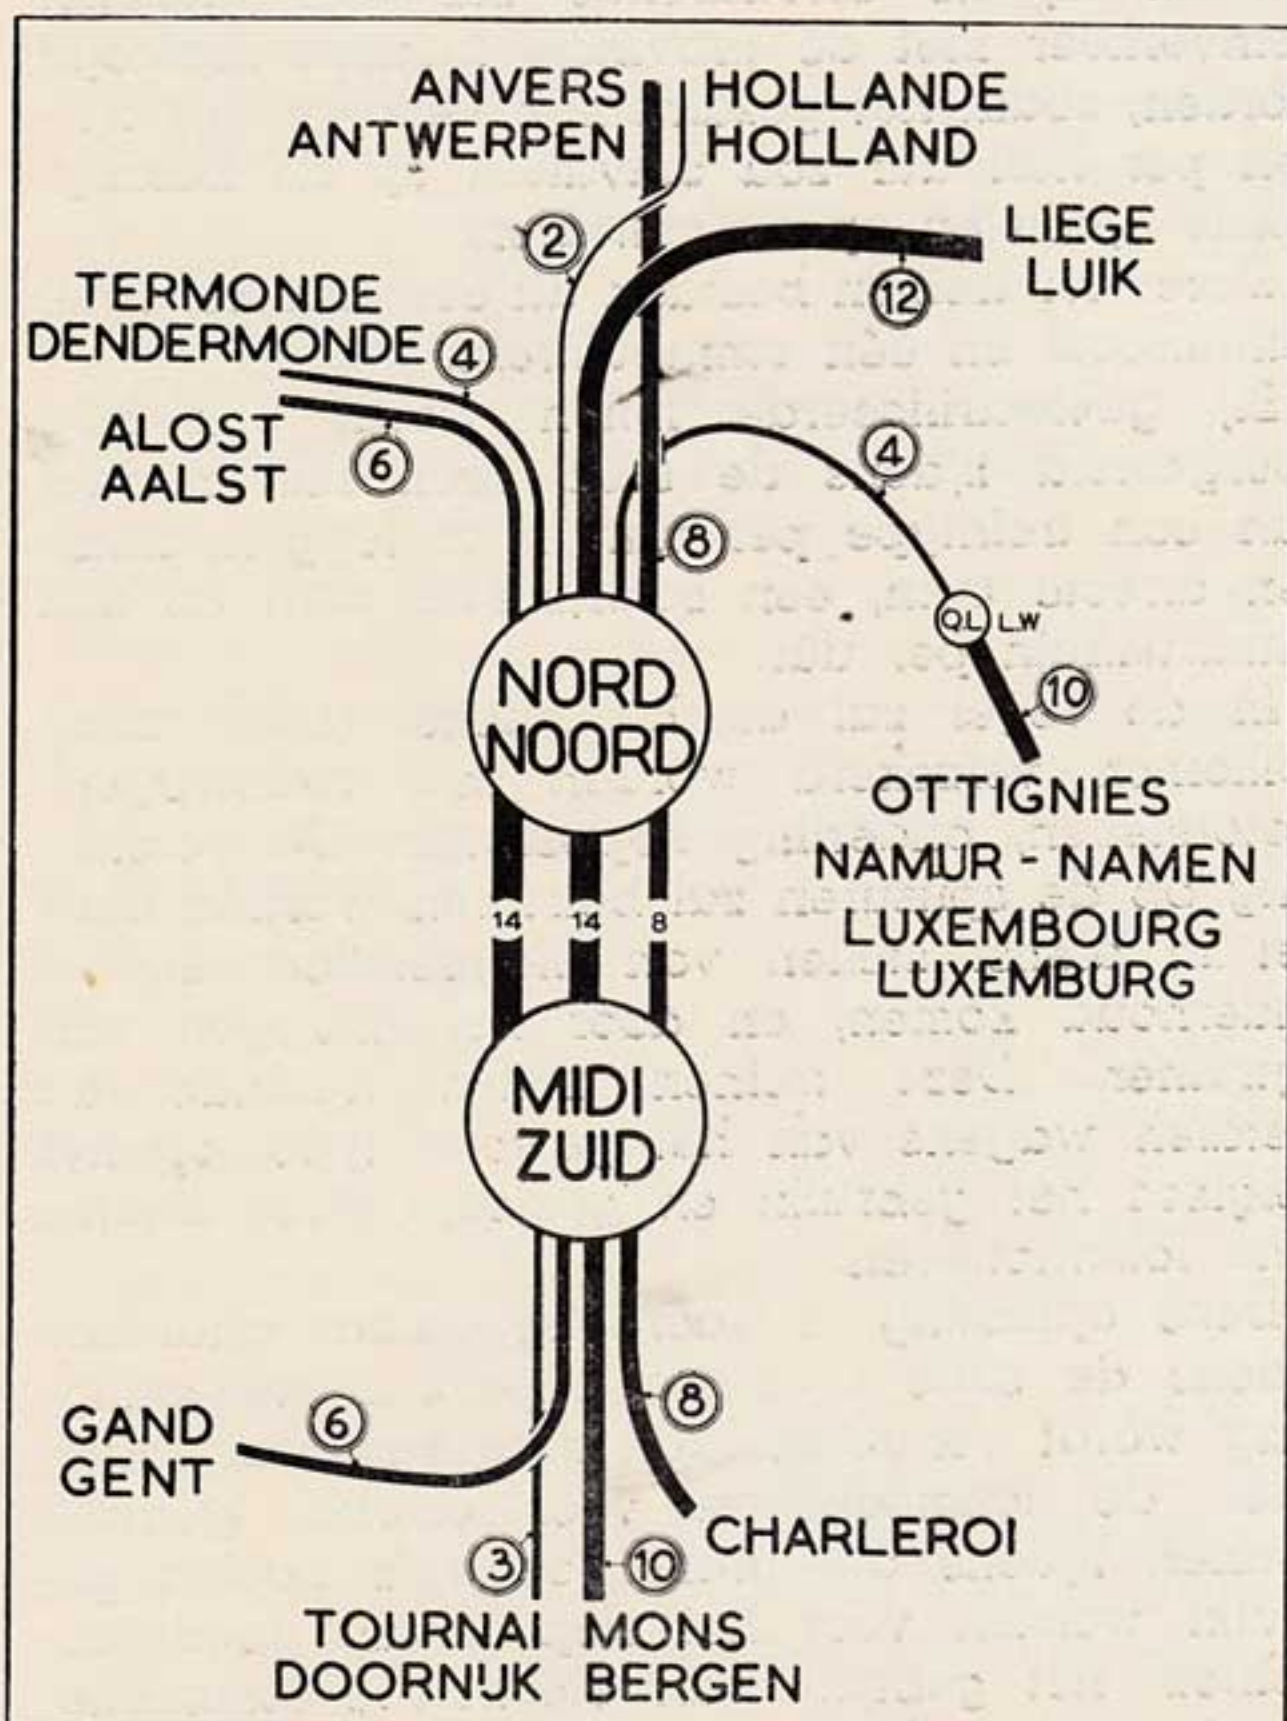 ANVERS
ANTWERPEN
HOLLANDE
HOLLAND
2
LIEGE
LUIK
12
TERMONDE
DENDERMONDE
4
ALOST
AALST
6
4
8
Q.L L.W
10
NORD
NOORD
OTTIGNIES
NAMUR - NAMEN
LUXEMBOURG
LUXEMBURG
14 14 8
MIDI
ZUID
8
GAND
GENT
6
CHARLEROI
3
10
TOURNAI
DOORNIJK
MONS
BERGEN